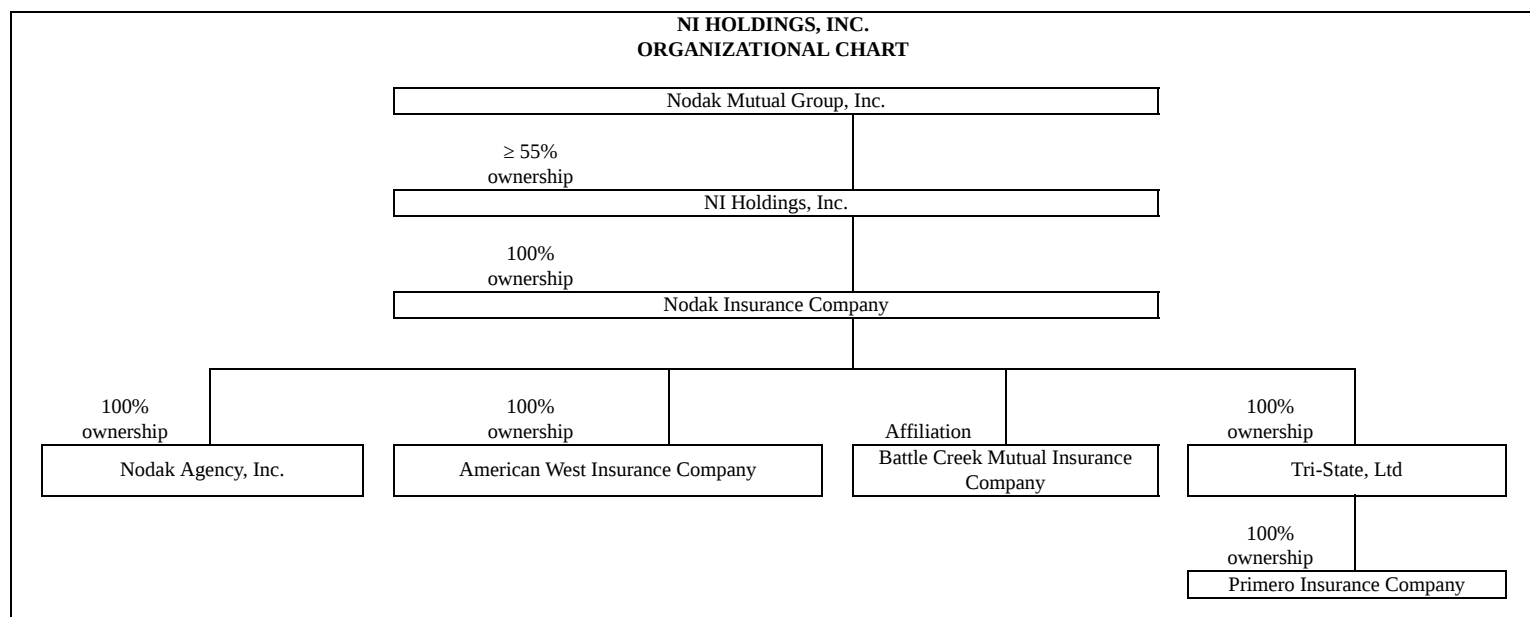 NI HOLDINGS, INC.
ORGANIZATIONAL CHART
Nodak Mutual Group, Inc.
≥ 55%
ownership
NI Holdings, Inc.
100%
ownership
Nodak Insurance Company
100%
ownership
Nodak Agency, Inc.
100%
ownership
American West Insurance Company
Affiliation
Battle Creek Mutual Insurance
Company
100%
ownership
Tri-State, Ltd
100%
ownership
Primero Insurance Company